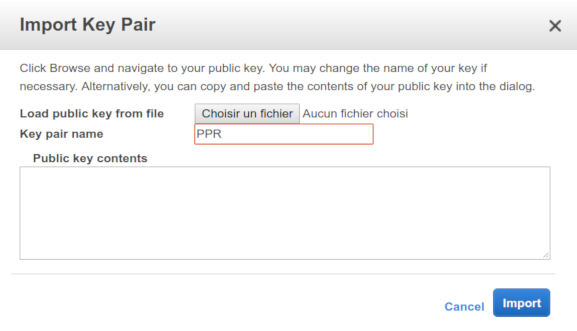 Import Key Pair
Click Browse and navigate to your public key. You may change the name of your key if
necessary. Alternatively, you can copy and paste the contents of your public key into the dialog.
Load public key from file Choisir un fichier Aucun fichier choisi
Key pair name PPR
Public key contents
Cancel Import